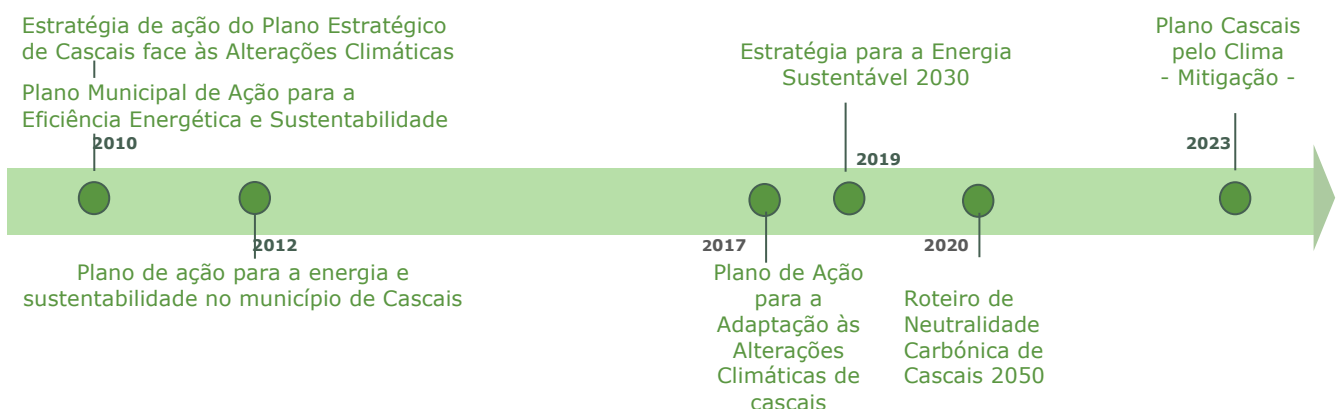 Estratégia de ação do Plano Estratégico
de Cascais face às Alterações Climáticas
Plano Municipal de Ação para a
Eficiência Energética e Sustentabilidade
2010
2012
Plano de ação para a energia e
sustentabilidade no município de Cascais
2017
Plano de Ação
para a
Adaptação às
Alterações
Climáticas de
cascais
Estratégia para a Energia
Sustentável 2030
2019
2020
Roteiro de
Neutralidade
Carbónica de
Cascais 2050
Plano Cascais
pelo Clima
- Mitigação -
2023